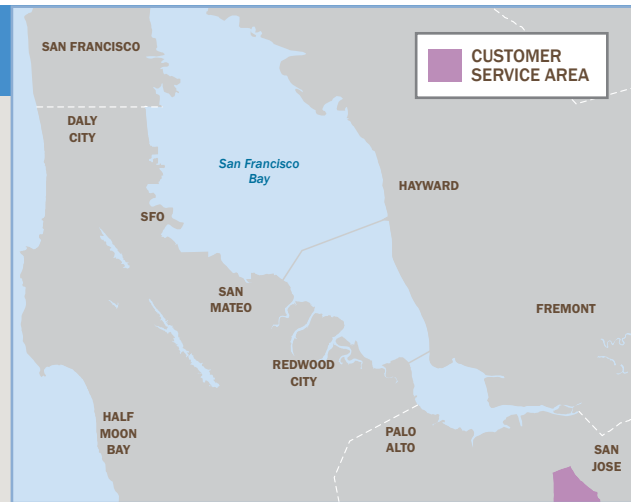 SAN FRANCISCO
CUSTOMER
SERVICE AREA
DALY
CITY
San Francisco
Bay
HAYWARD
SFO
SAN
MATEO
FREMONT
REDWOOD
CITY
HALF
MOON
BAY
PALO
ALTO
SAN
JOSE